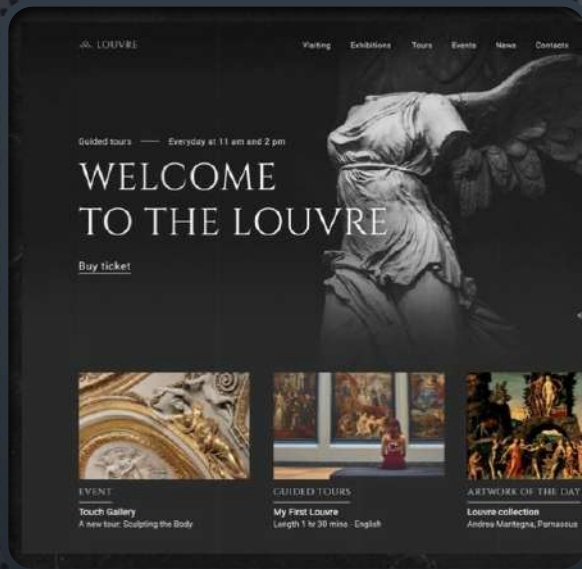 LOUVRE
Visiting Exhibitions Tours Events News Contacts
Guided tours — Everyday at 11 am and 2 pm
WELCOME
TO THE LOUVRE
Buy ticket
EVENT
Touch Gallery
A new tour: Sculpting the Body
GUIDED TOURS
My First Louvre
Length 1 hr 30 mins - English
ARTWORK OF THE DAY
Louvre collection
Andrea Mantegna, Parnassus